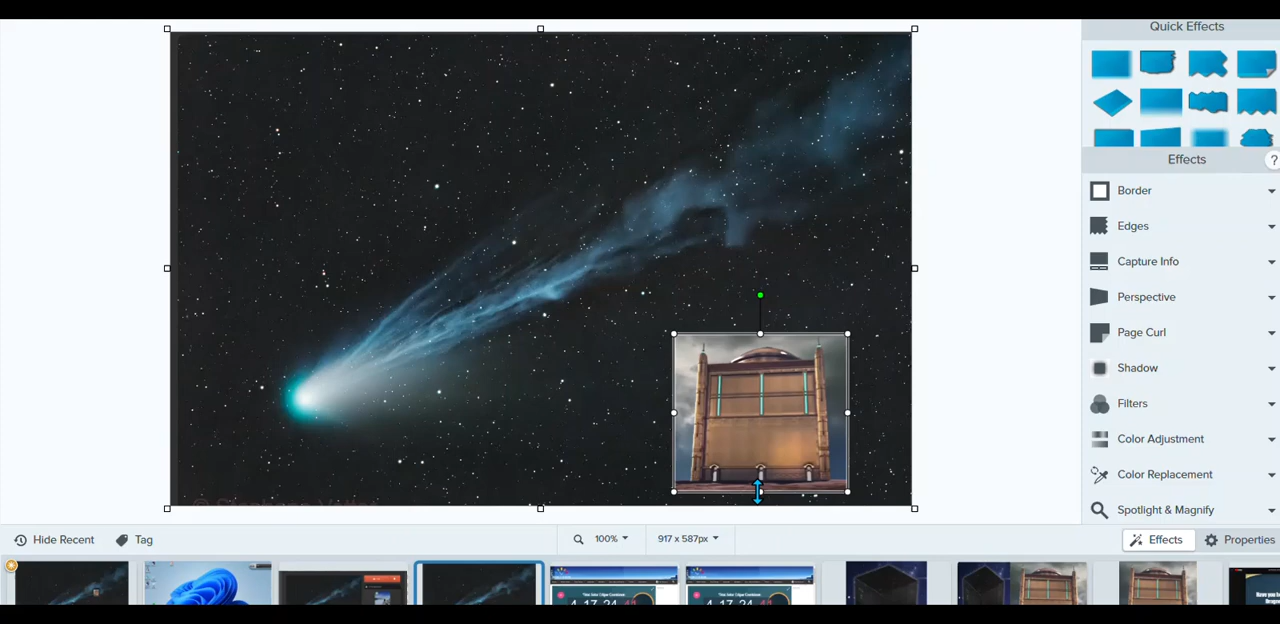 Quick Effects
Effects
?
Border
Edges
Capture Info
Perspective
Page Curl
Shadow
Filters
Color Adjustment
Color Replacement
Spotlight & Magnify
Hide Recent
Tag
100%
917 x 587px
Effects
Properties